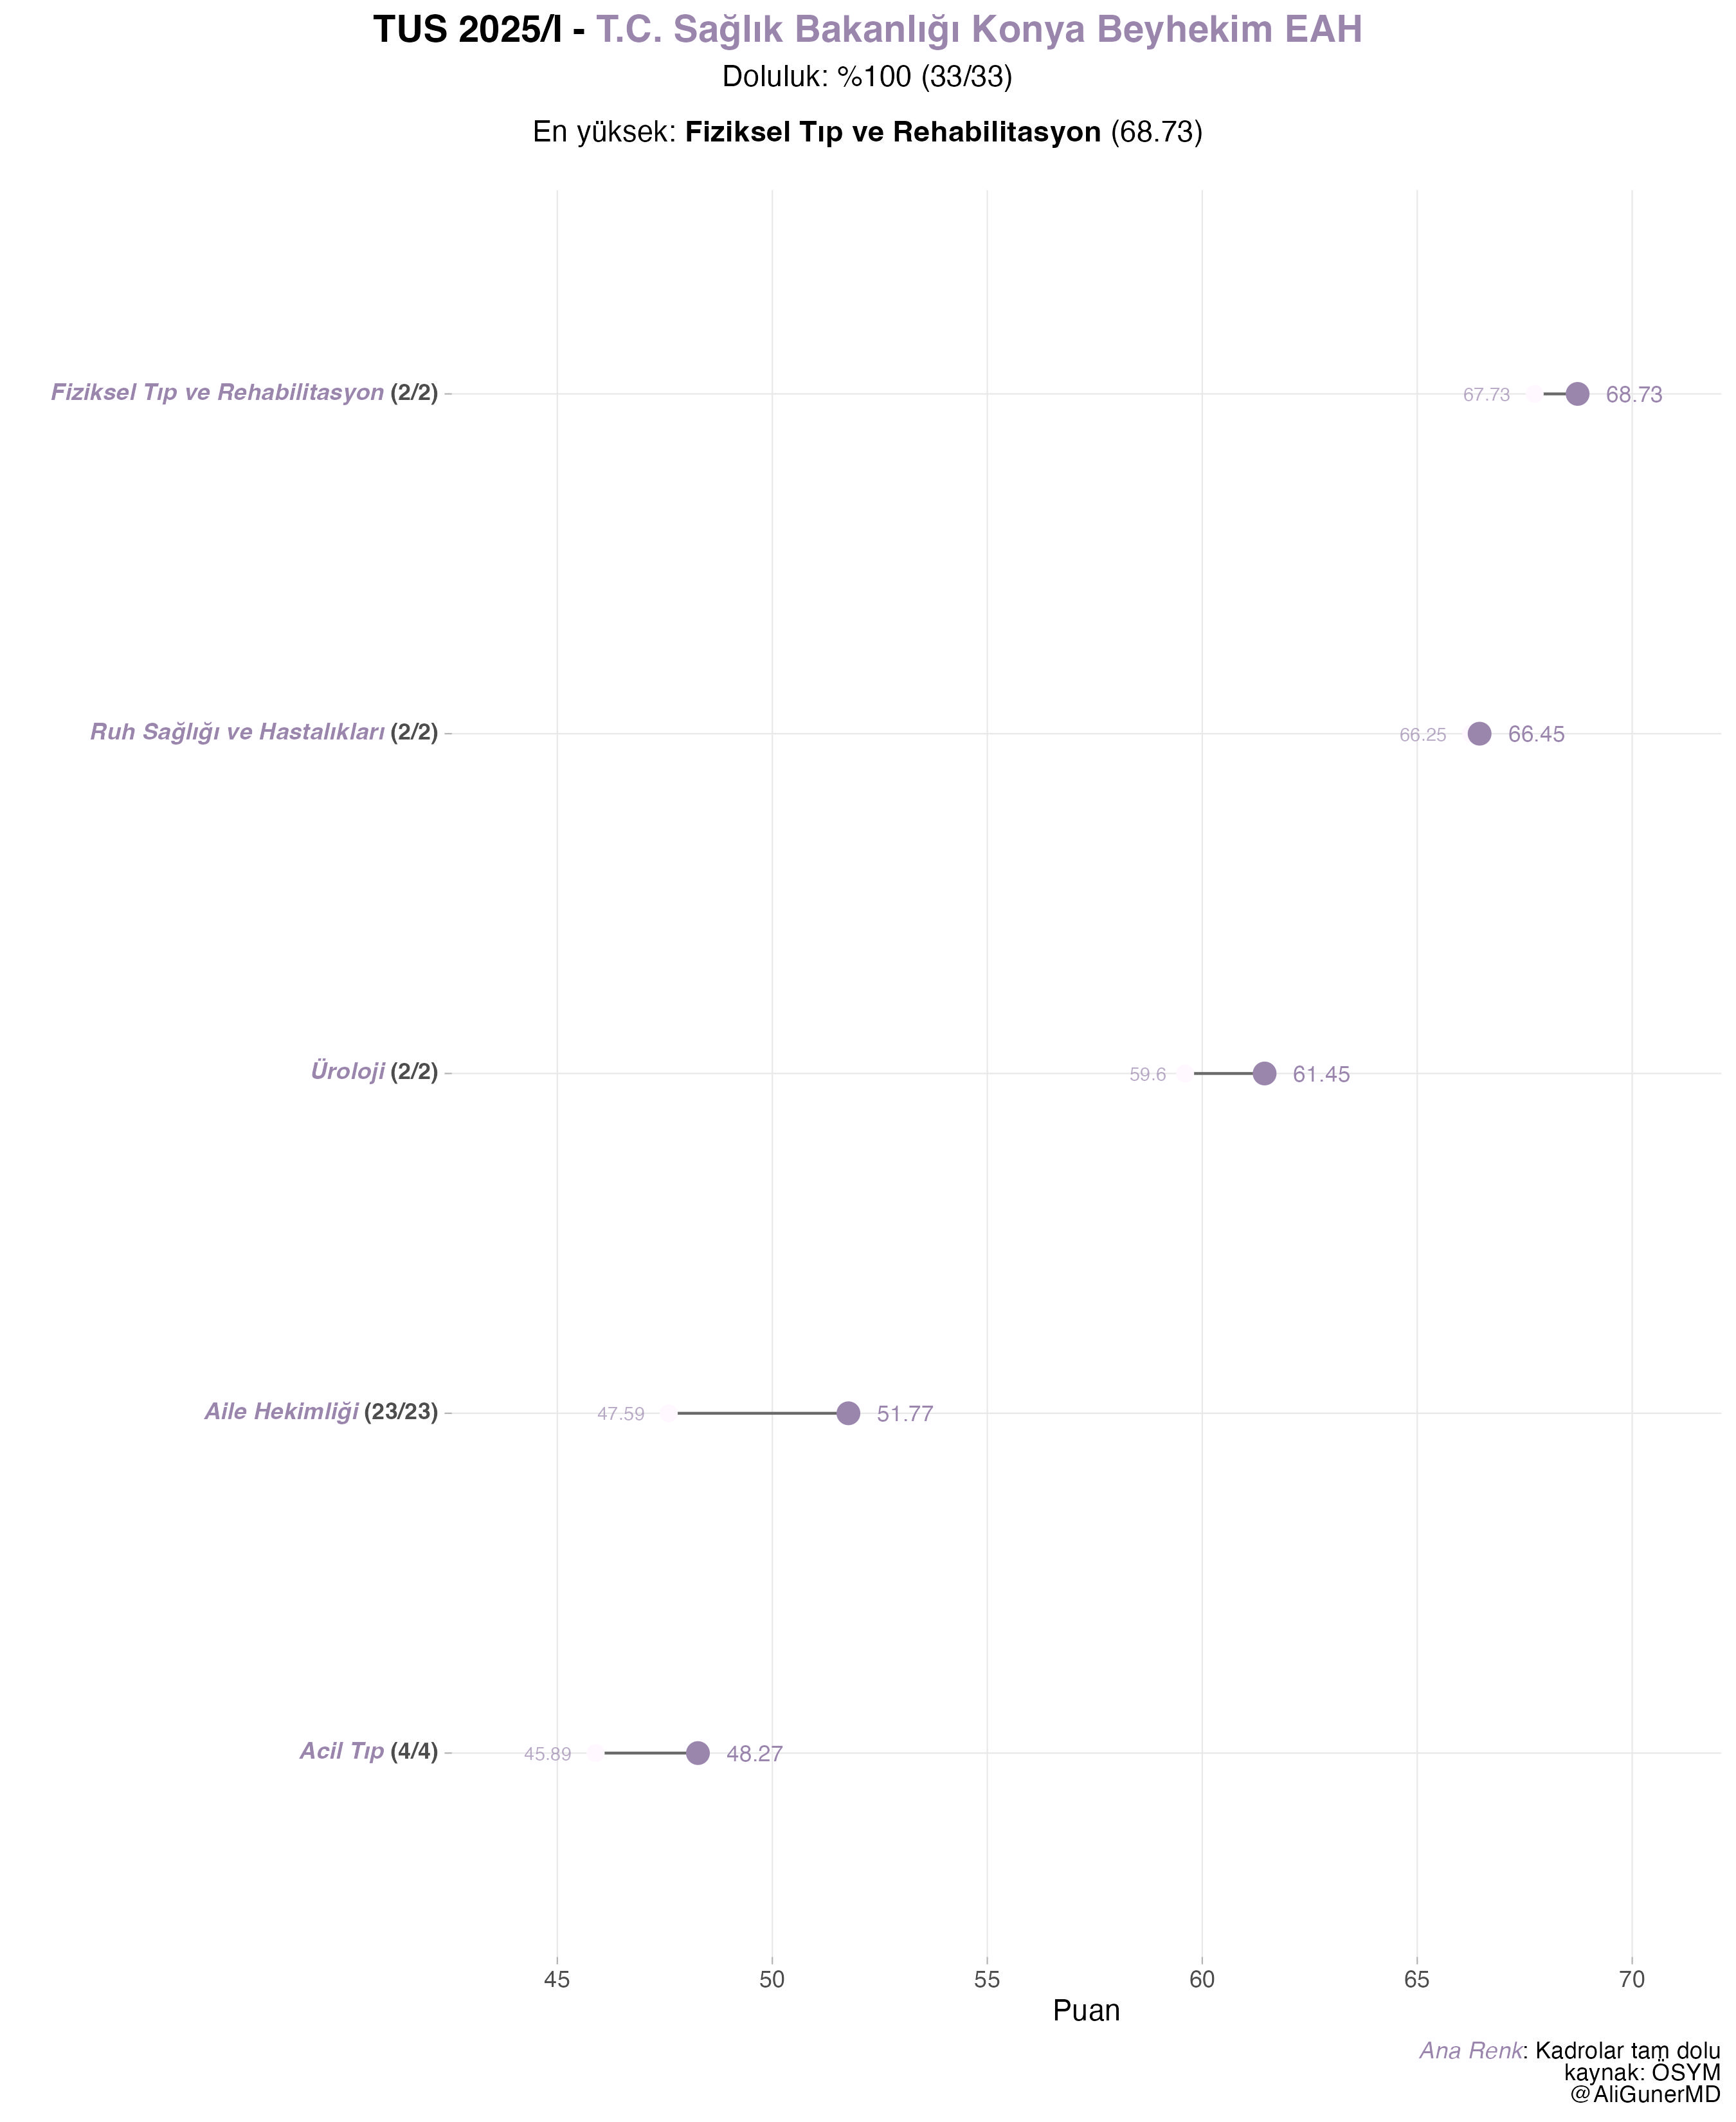 TUS 2025/I - T.C. Sağlık Bakanlığı Konya Beyhekim EAH
Doluluk: %100 (33/33)
En yüksek: Fiziksel Tıp ve Rehabilitasyon (68.73)
Fiziksel Tıp ve Rehabilitasyon (2/2)
67.73
68.73
Ruh Sağlığı ve Hastalıkları (2/2)
66.25
66.45
Üroloji (2/2)
59.6
61.45
Aile Hekimliği (23/23)
47.59
51.77
Acil Tıp (4/4)
45.89
48.27
45
50
55
60
65
70
Puan
Ana Renk: Kadrolar tam dolu
kaynak: ÖSYM
@AliGunerMD